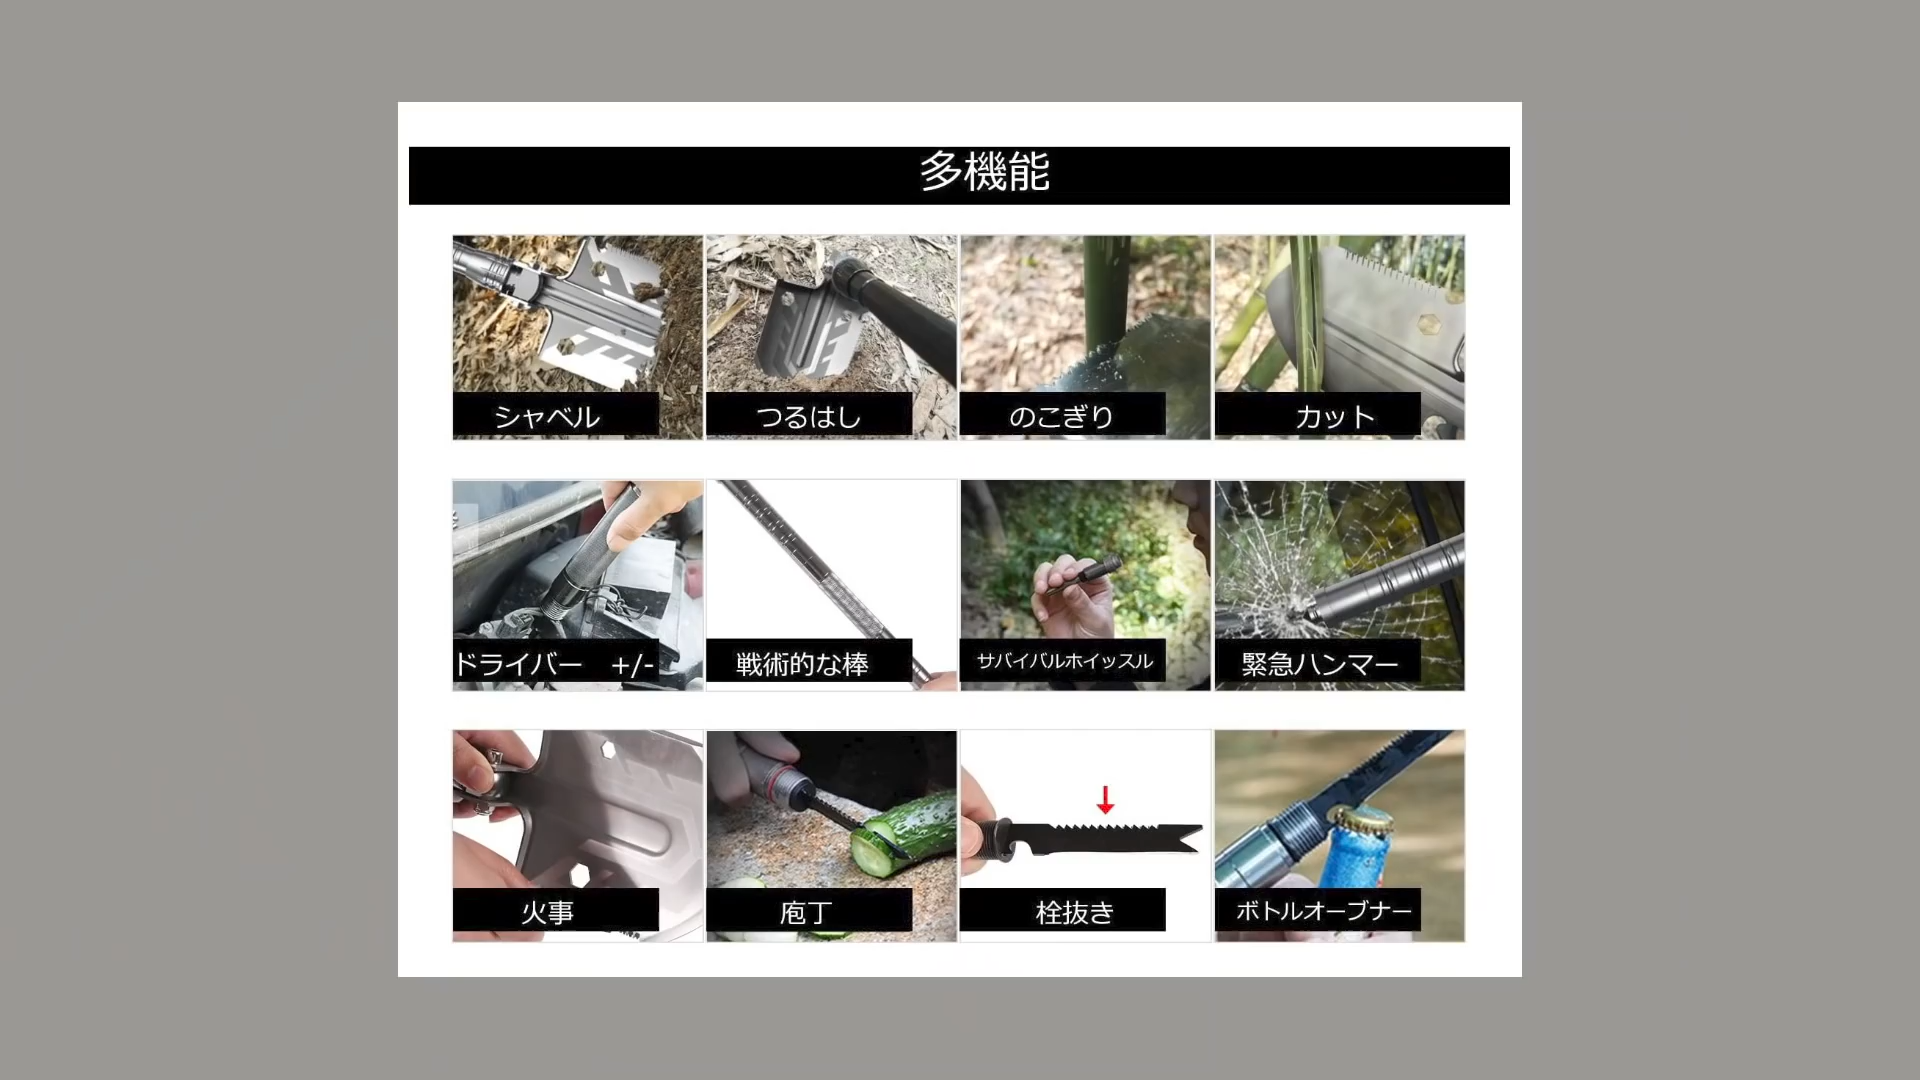 多機能
シャベル
つるはし
のこぎり
カット
ドライバー +/-
戦術的な棒
サバイバルホイッスル
緊急ハンマー
火事
庖丁
栓抜き
ボトルオープナー